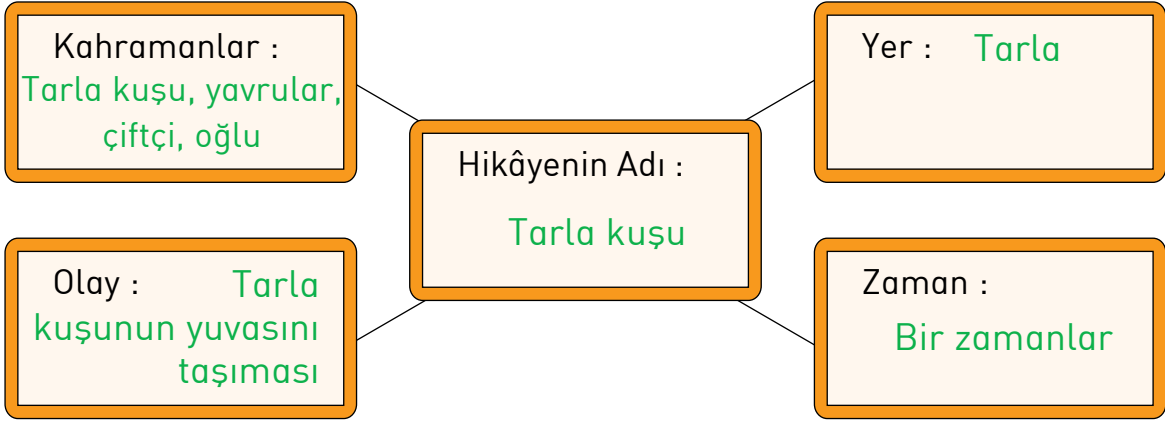 Kahramanlar :
Tarla kuşu, yavrular,
çiftçi, oğlu
Yer : Tarla
Hikâyenin Adı :
Tarla kuşu
Olay : Tarla
kuşunun yuvasını
taşıması
Zaman :
Bir zamanlar